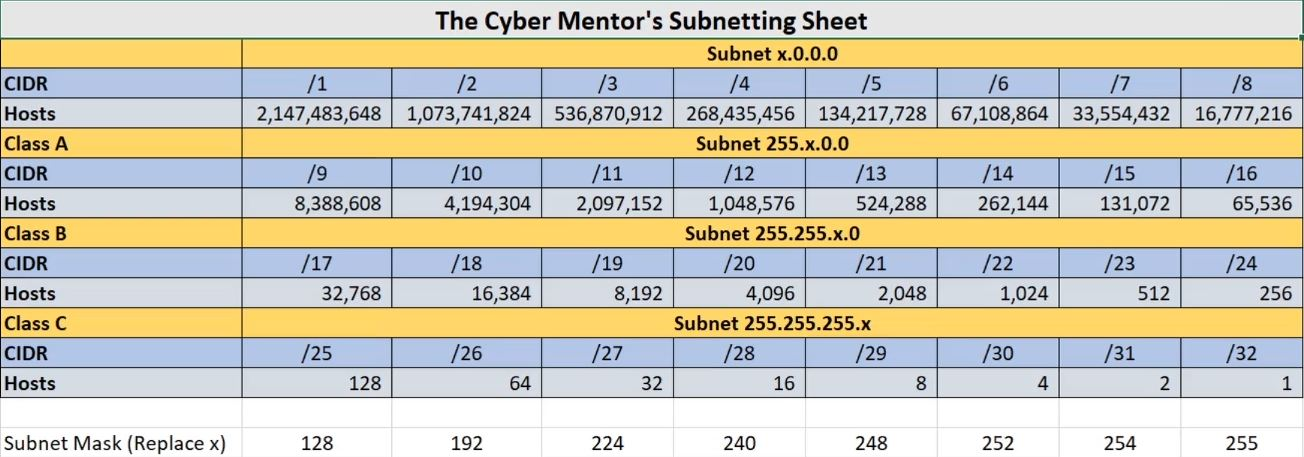 The Cyber Mentor's Subnetting Sheet
Subnet x.0.0.0
CIDR /1 /2 /3 /4 /5 /6 /7 /8
Hosts 2,147,483,648 1,073,741,824 536,870,912 268,435,456 134,217,728 67,108,864 33,554,432 16,777,216
Class A Subnet 255.x.0.0
CIDR /9 /10 /11 /12 /13 /14 /15 /16
Hosts 8,388,608 4,194,304 2,097,152 1,048,576 524,288 262,144 131,072 65,536
Class B Subnet 255.255.x.0
CIDR /17 /18 /19 /20 /21 /22 /23 /24
Hosts 32,768 16,384 8,192 4,096 2,048 1,024 512 256
Class C Subnet 255.255.255.x
CIDR /25 /26 /27 /28 /29 /30 /31 /32
Hosts 128 64 32 16 8 4 2 1
Subnet Mask (Replace x) 128 192 224 240 248 252 254 255